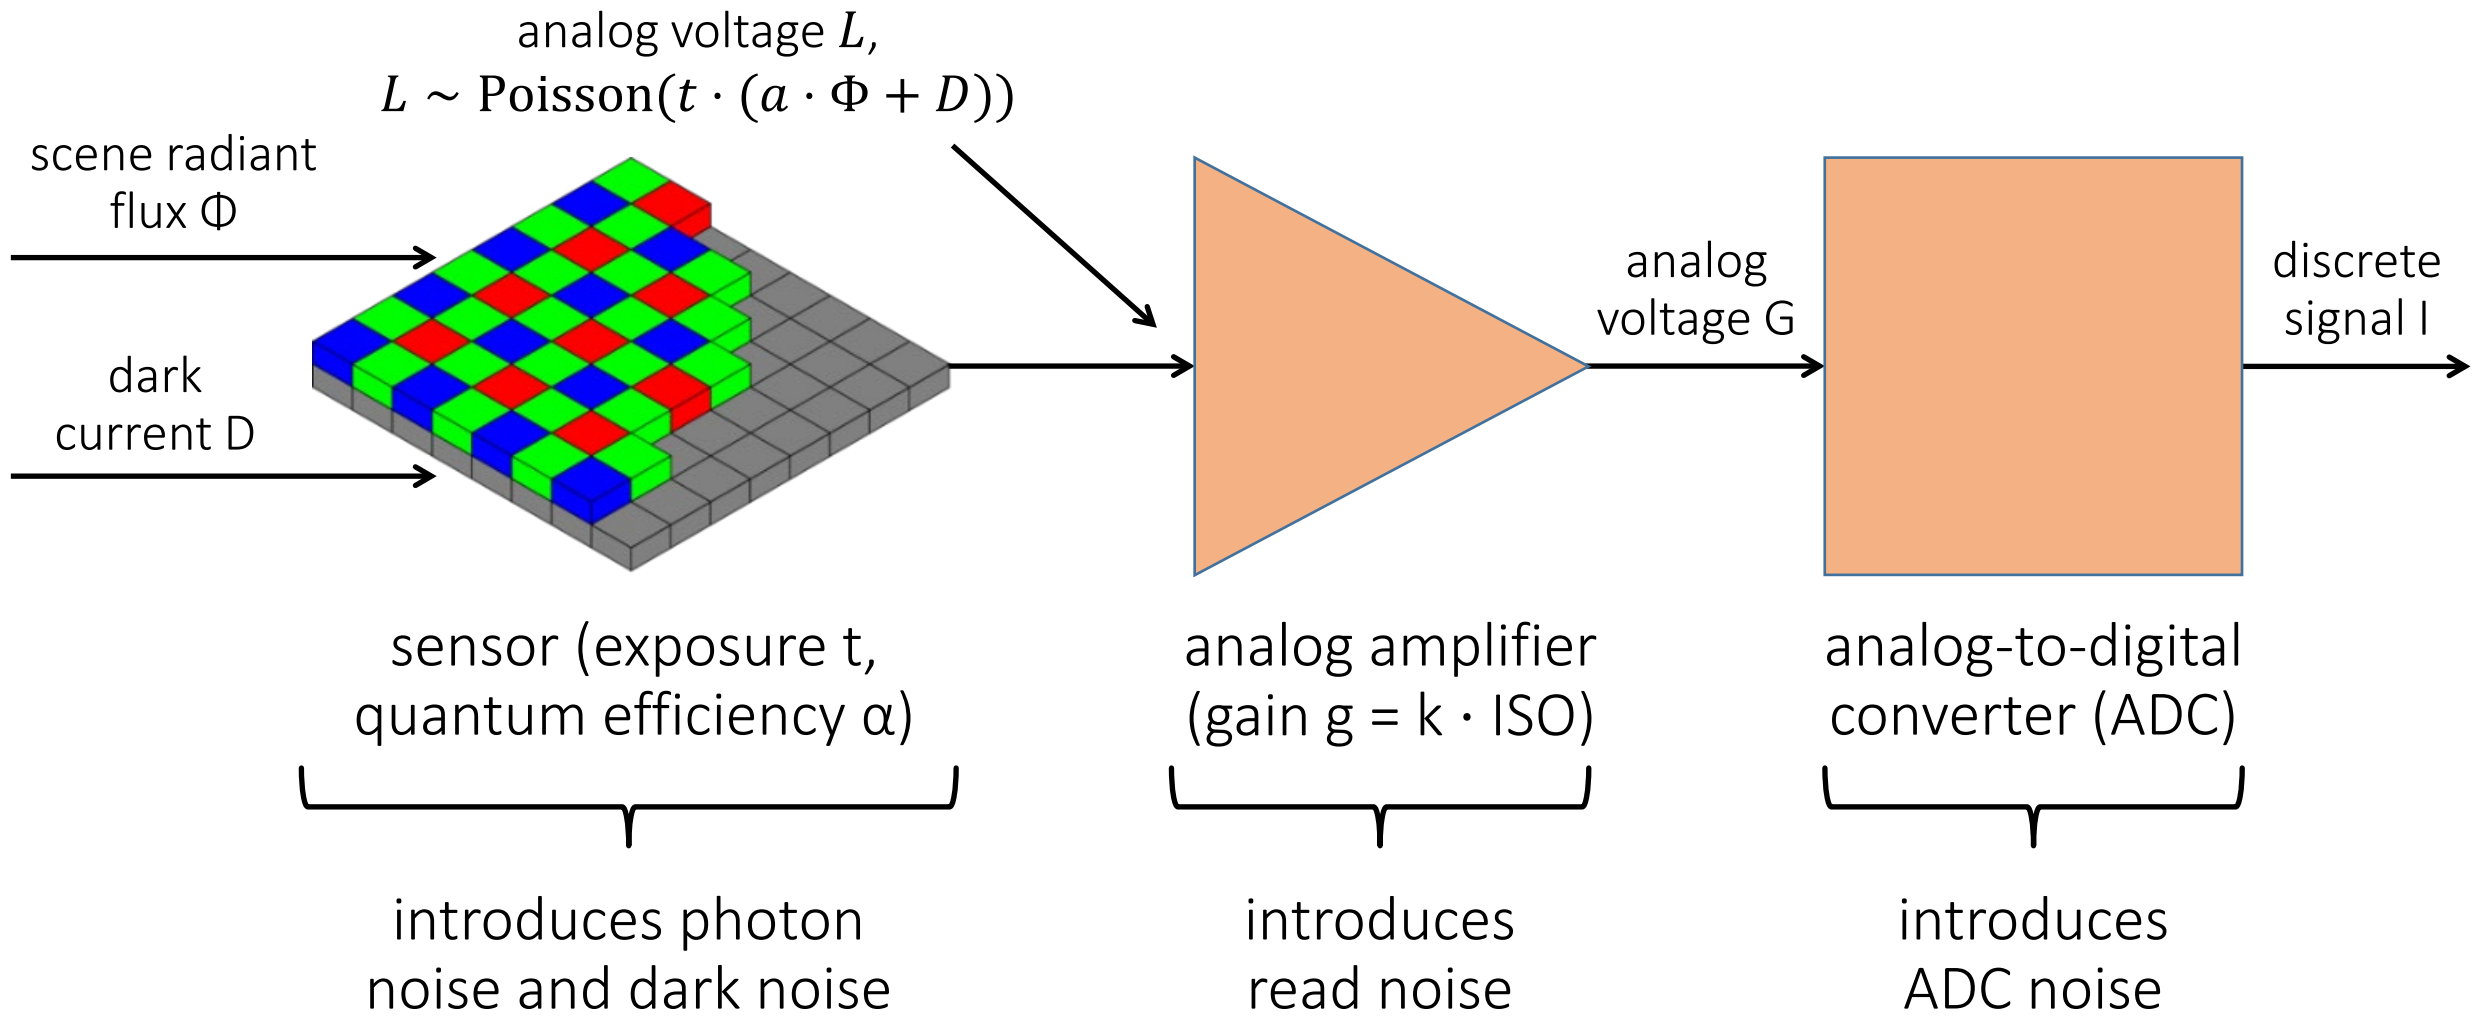 analog voltage L,
L ~ Poisson(t · (a · Φ + D))
scene radiant
flux Φ
dark
current D
analog
voltage G
discrete
signal I
sensor (exposure t,
quantum efficiency α)
analog amplifier
(gain g = k · ISO)
analog-to-digital
converter (ADC)
introduces photon
noise and dark noise
introduces
read noise
introduces
ADC noise